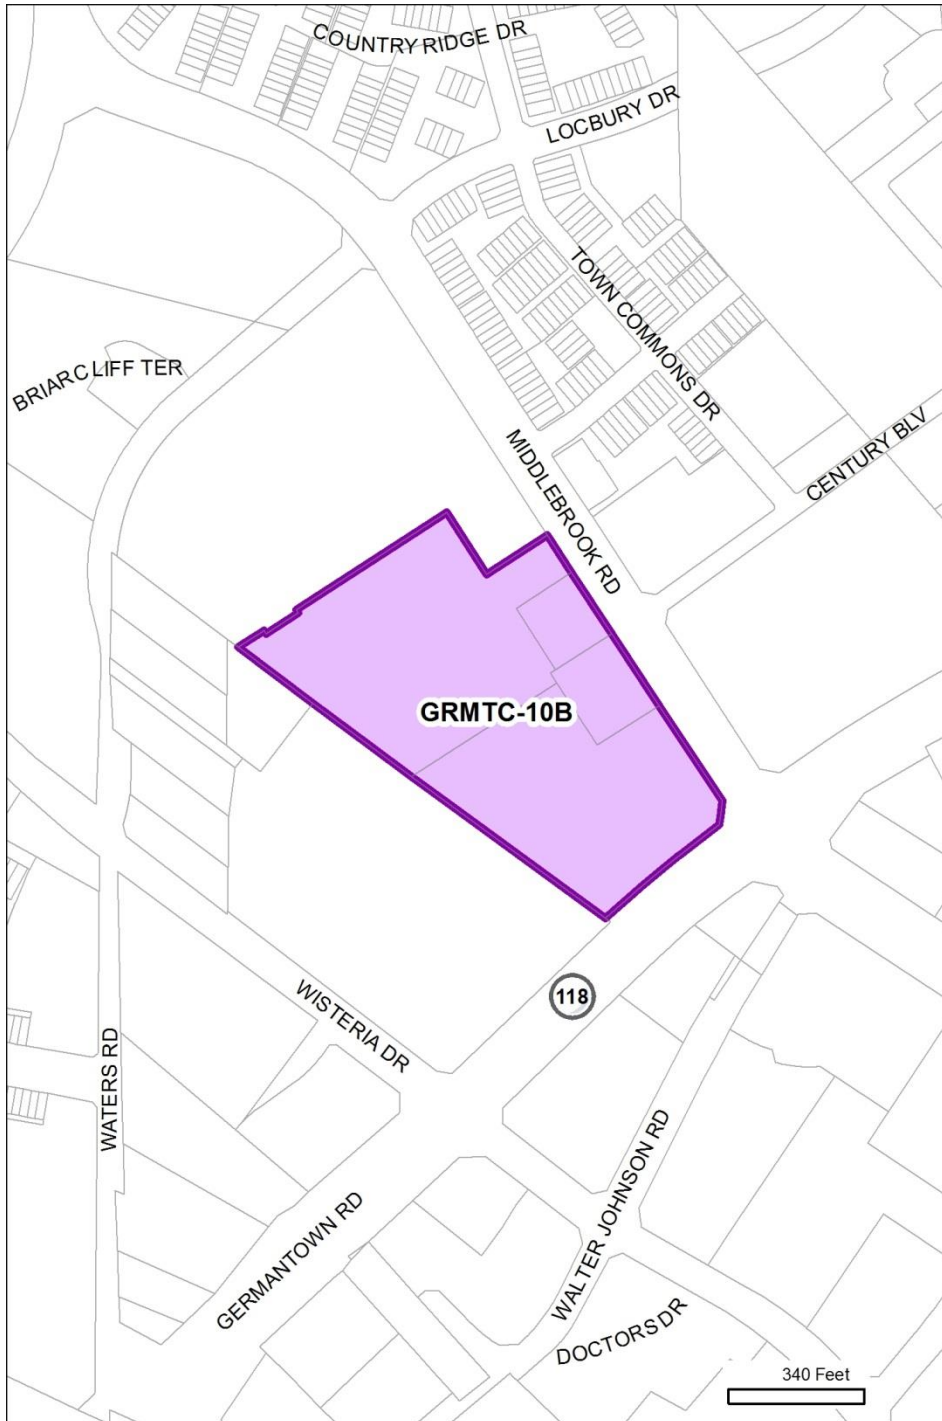 COUNTRY RIDGE DR
LOCBURY DR
TOWN COMMONS DR
BRIARCLIFF TER
CENTURY BLV
MIDDLEBROOK RD
GRMTC-10B
118
WISTERIA DR
WATERS RD
WALTER JOHNSON RD
GERMANTOWN RD
DOCTORS DR
340 Feet